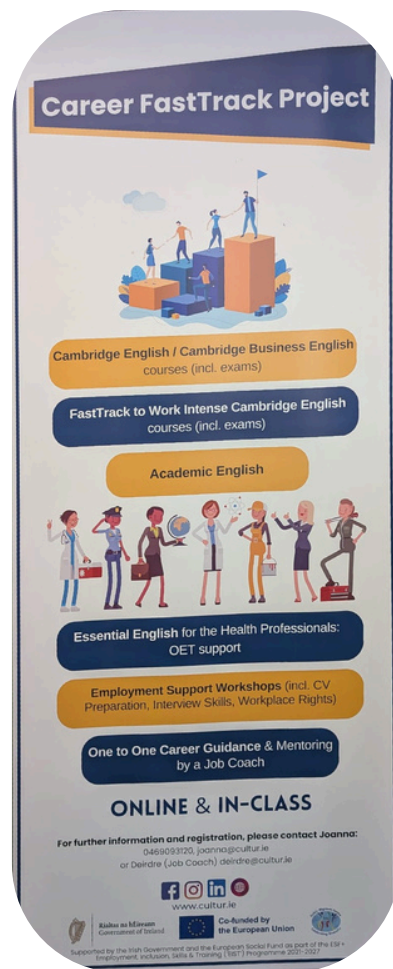 Career FastTrack Project
Cambridge English / Cambridge Business English
courses (incl. exams)
FastTrack to Work Intense Cambridge English
courses (incl. exams)
Academic English
Essential English for the Health Professionals:
OET support
Employment Support Workshops (incl. CV
Preparation, Interview Skills, Workplace Rights)
One to One Career Guidance & Mentoring
by a Job Coach
ONLINE & IN-CLASS
For further information and registration, please contact Joanna:
0469093120, joanna@cultur.ie
or Deirdre (Job Coach) deirdre@cultur.ie
www.cultur.ie
Rialtas na hÉireann
Government of Ireland
Co-funded by
the European Union
Supported by the Irish Government and the European Social Fund as part of the ESF+
Employment, Inclusion, Skills & Training (EIST) Programme 2021-2027